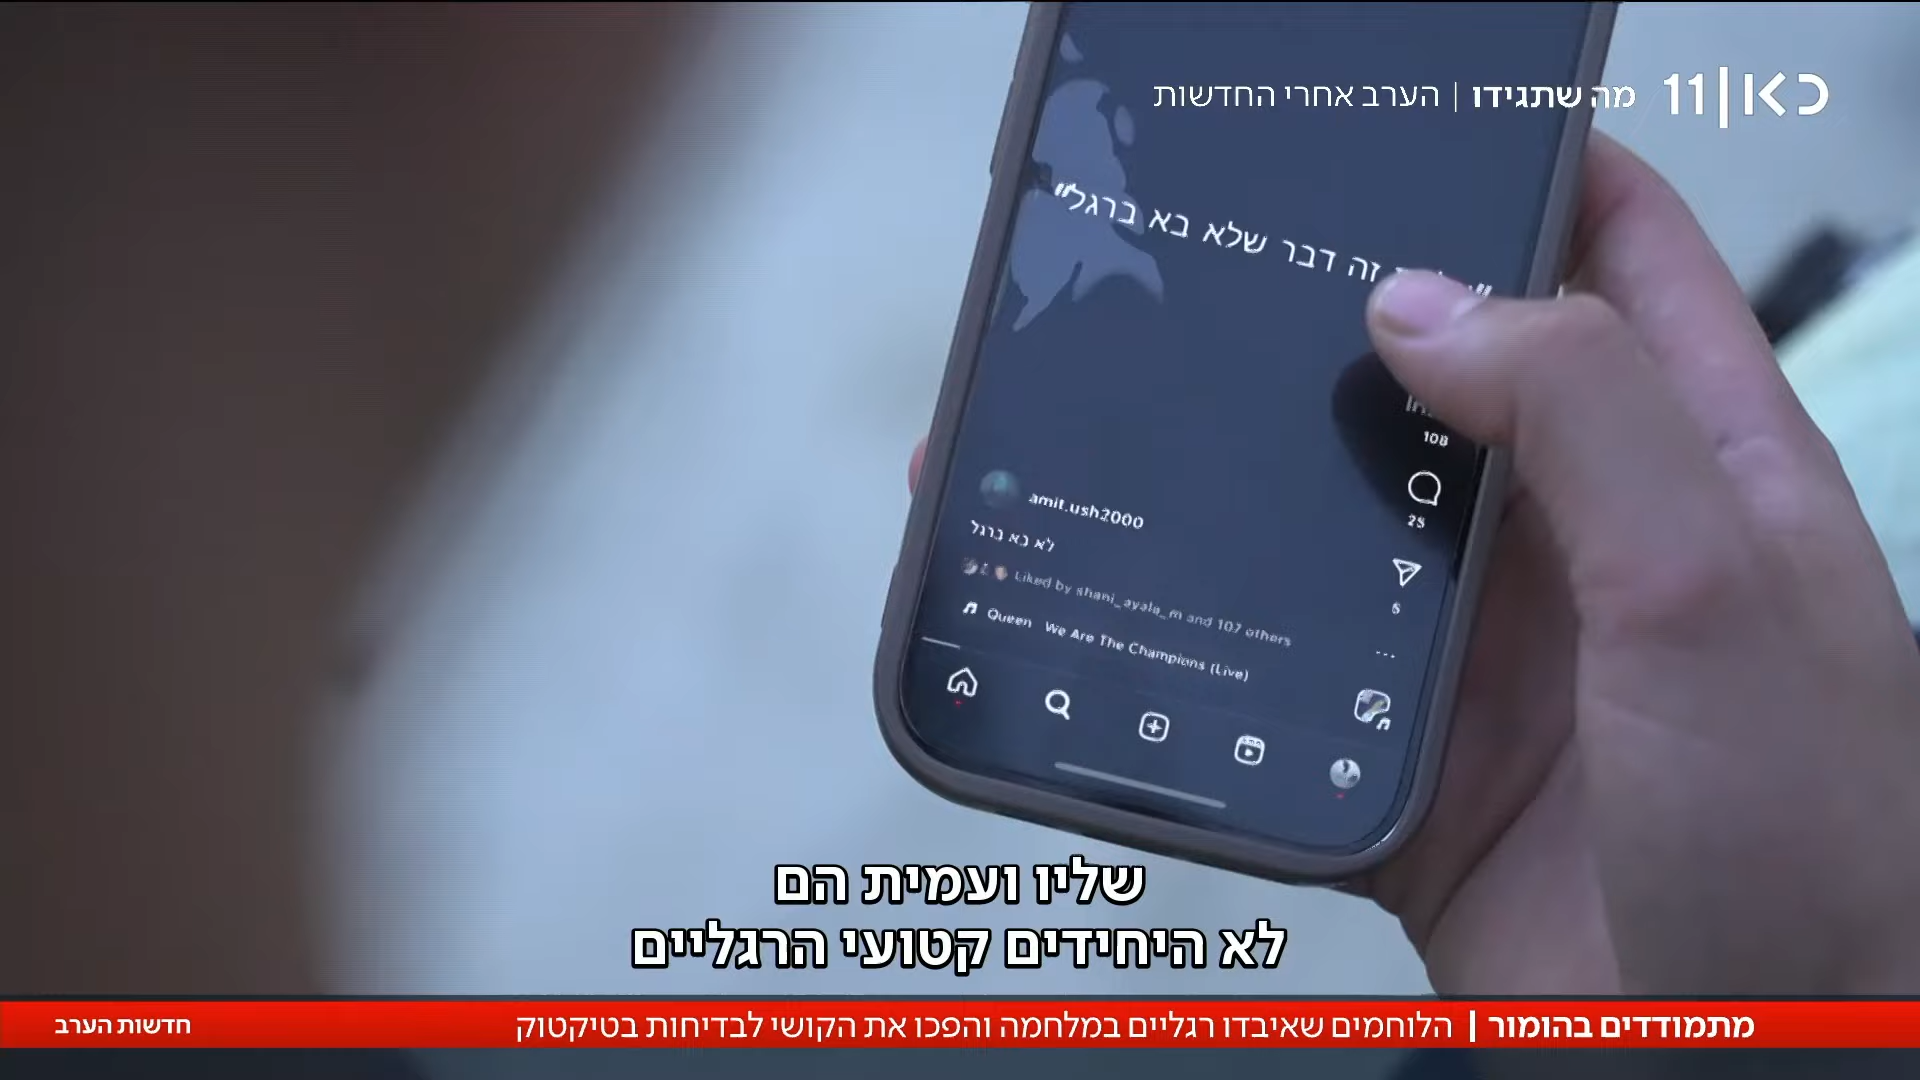 כאן 11
מה שתגידו | הערב אחרי החדשות
זה דבר שלא בא ברגל"
108
25
amit.ush2000
לא בא ברגל
6
Liked by shani_ayala_m and 107 others
Queen We Are The Champions (Live)
שליו ועמית הם
לא היחידים קטועי הרגליים
מתמודדים בהומור | הלוחמים שאיבדו רגליים במלחמה והפכו את הקושי לבדיחות בטיקטוק
חדשות הערב